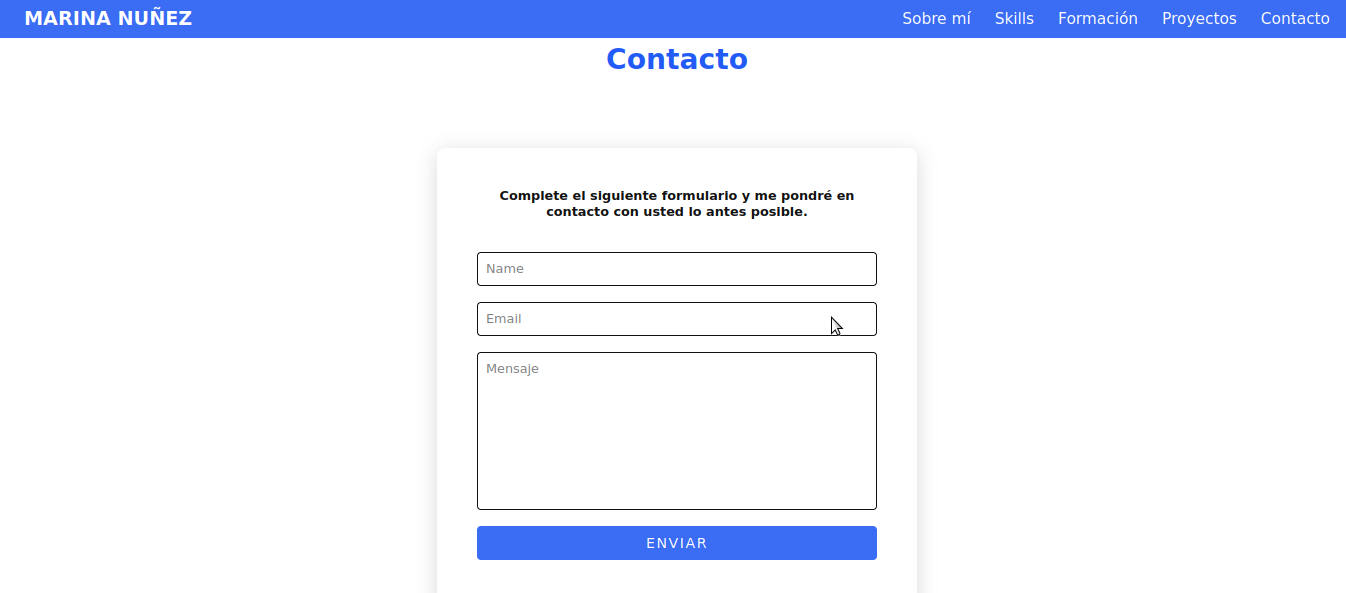 MARINA NUÑEZ
Sobre mí Skills Formación Proyectos Contacto
Contacto
Complete el siguiente formulario y me pondré en
contacto con usted lo antes posible.
Name
Email
Mensaje
ENVIAR